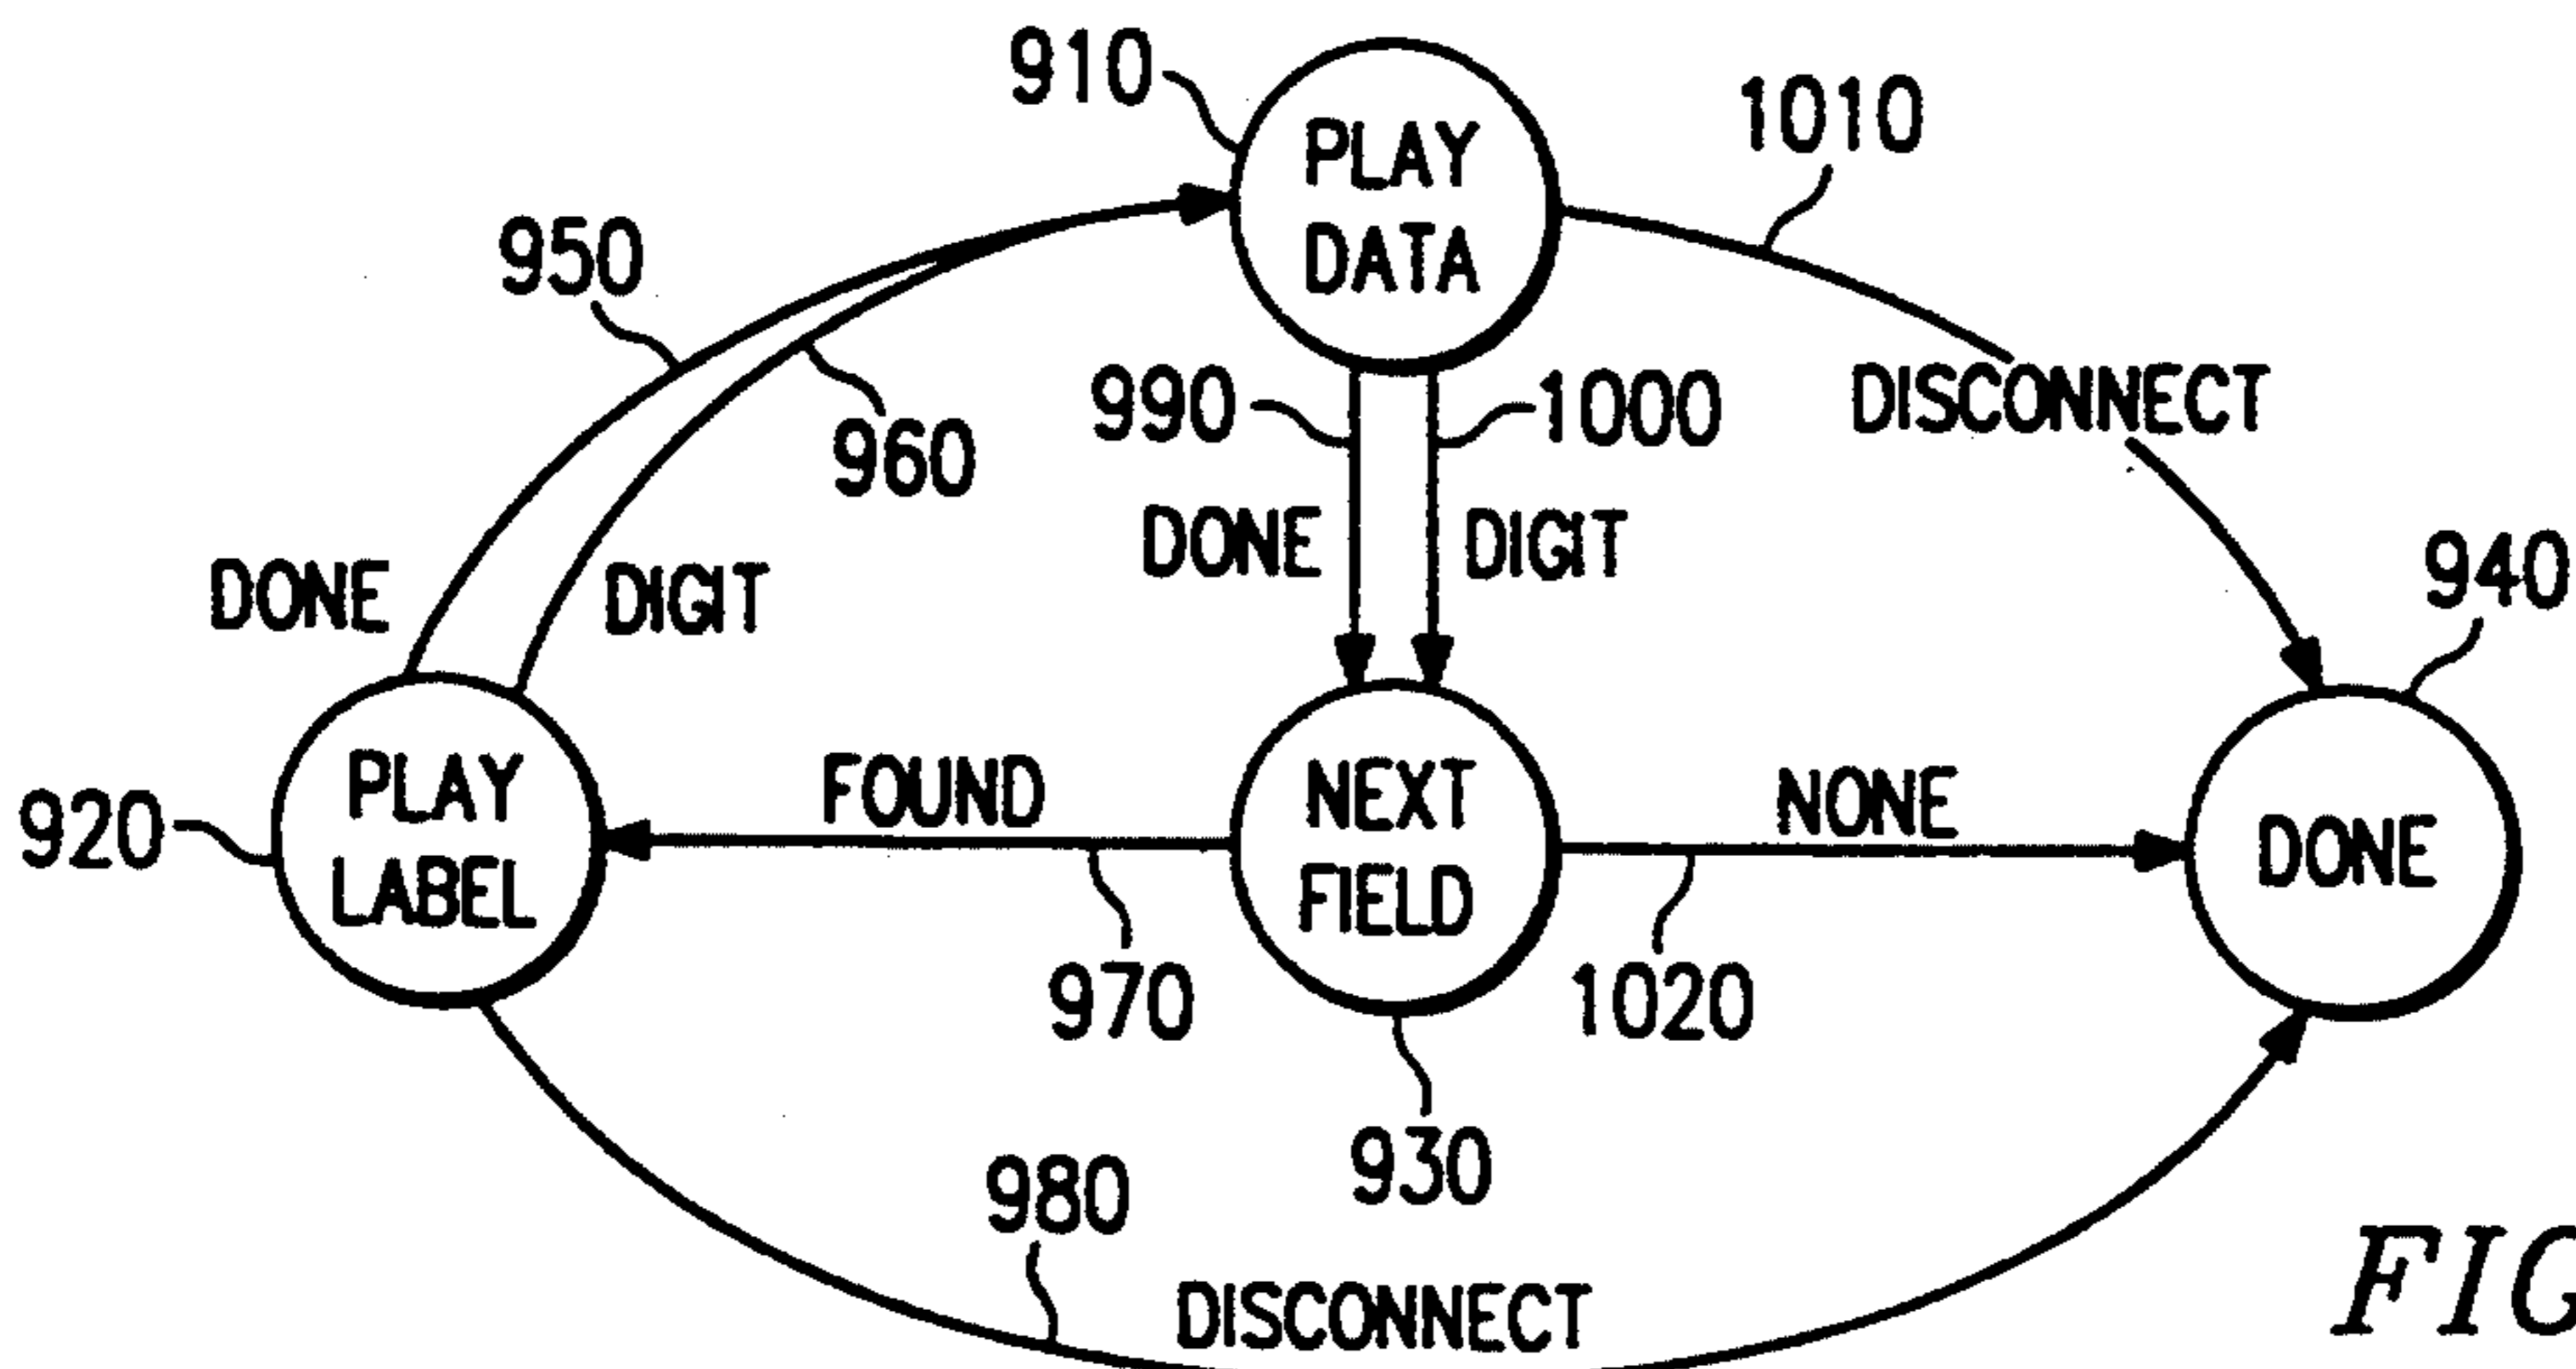 910
PLAY
DATA
1010
950
960
990
1000
DISCONNECT
DONE
DIGIT
DONE
DIGIT
940
920
PLAY
LABEL
FOUND
NEXT
FIELD
NONE
DONE
970
1020
930
980
DISCONNECT
FIG